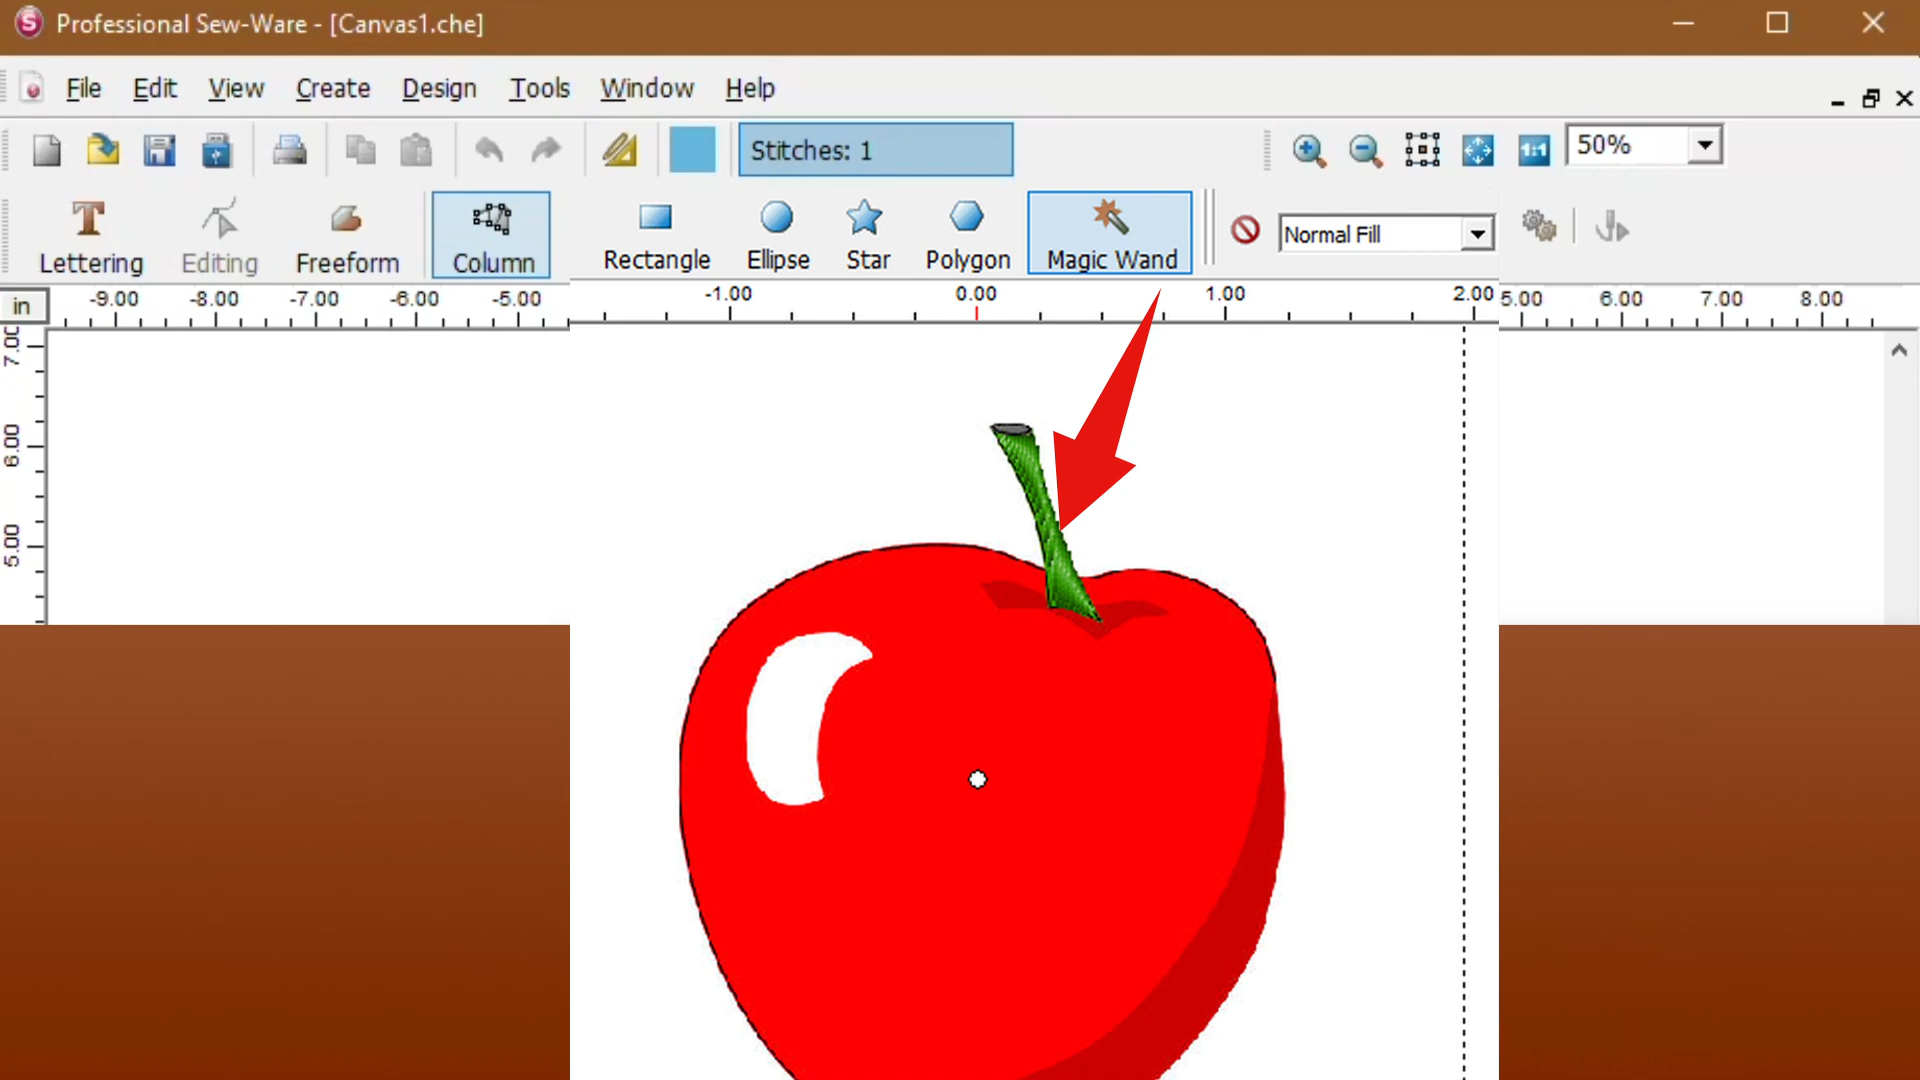 Professional Sew-Ware - [Canvas1.che]
File Edit View Create Design Tools Window Help
Stitches: 1
1:1
50%
Lettering Editing Freeform Column Rectangle Ellipse Star Polygon Magic Wand Normal Fill
in -9.00 -8.00 -7.00 -6.00 -5.00 -1.00 0.00 1.00 2.00 5.00 6.00 7.00 8.00
7.00
6.00
5.00